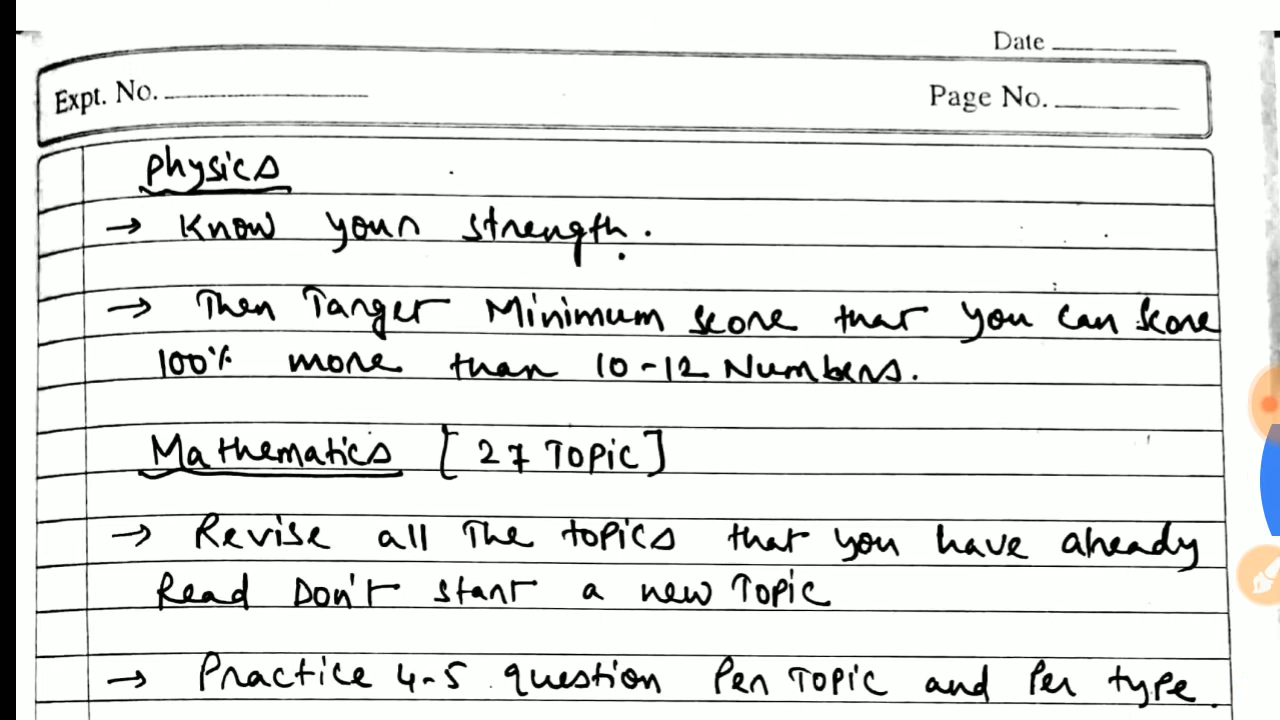 Date
Expt. No.
Page No.
Physics
→ Know your strength.
→ Then Target Minimum score that you can score
100% more than 10-12 Numbers.
Mathematics [27 Topic]
→ Revise all The topics that you have already
Read Don't start a new Topic
→ Practice 4-5 question Per Topic and Per type.